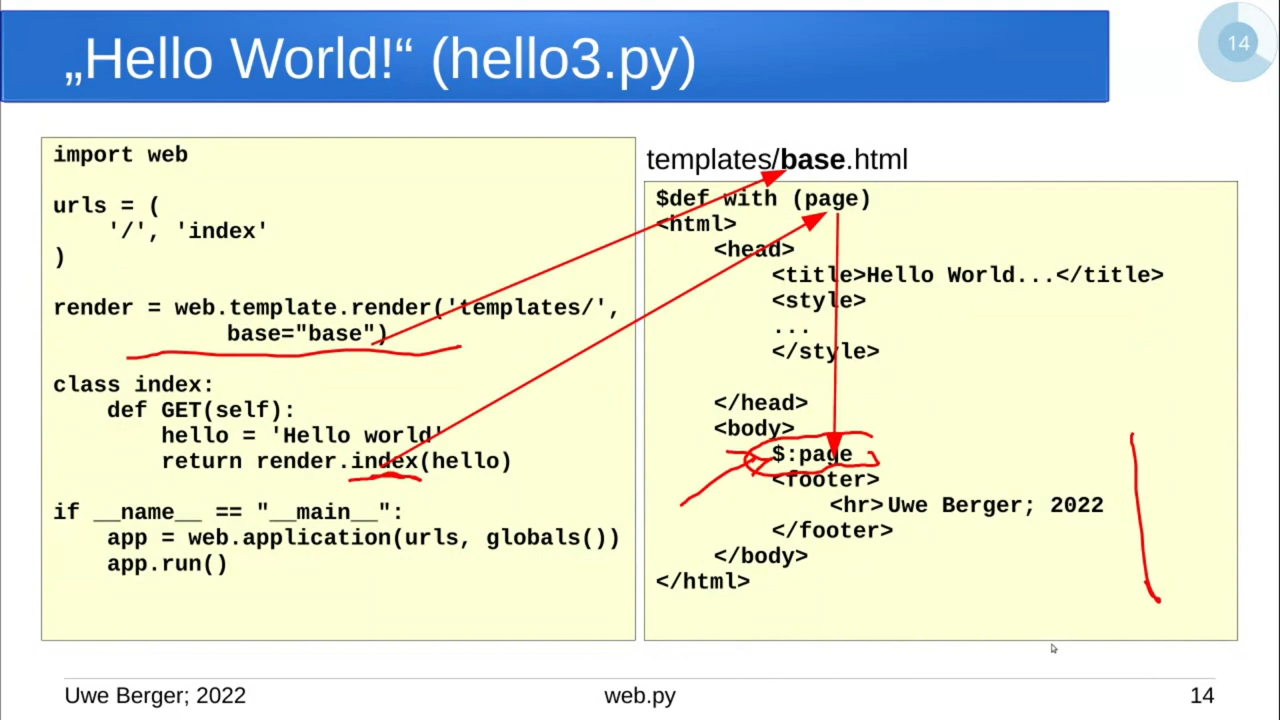 „Hello World!“ (hello3.py)
14
import web
urls = (
'/', 'index'
)
render = web.template.render('templates/',
base="base")
class index:
def GET(self):
hello = 'Hello world'
return render.index(hello)
if __name__ == "__main__":
app = web.application(urls, globals())
app.run()
templates/base.html
$def with (page)
<html>
<head>
<title>Hello World...</title>
<style>
...
</style>
</head>
<body>
$:page
<footer>
<hr>Uwe Berger; 2022
</footer>
</body>
</html>
Uwe Berger; 2022
web.py
14